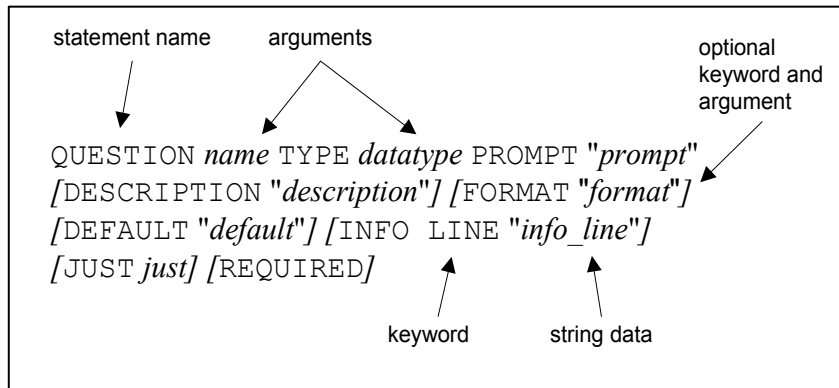 statement name
arguments
optional
keyword and
argument
QUESTION name TYPE datatype PROMPT "prompt"
[DESCRIPTION "description"] [FORMAT "format"]
[DEFAULT "default"] [INFO LINE "info_line"]
[JUST just] [REQUIRED]
keyword
string data